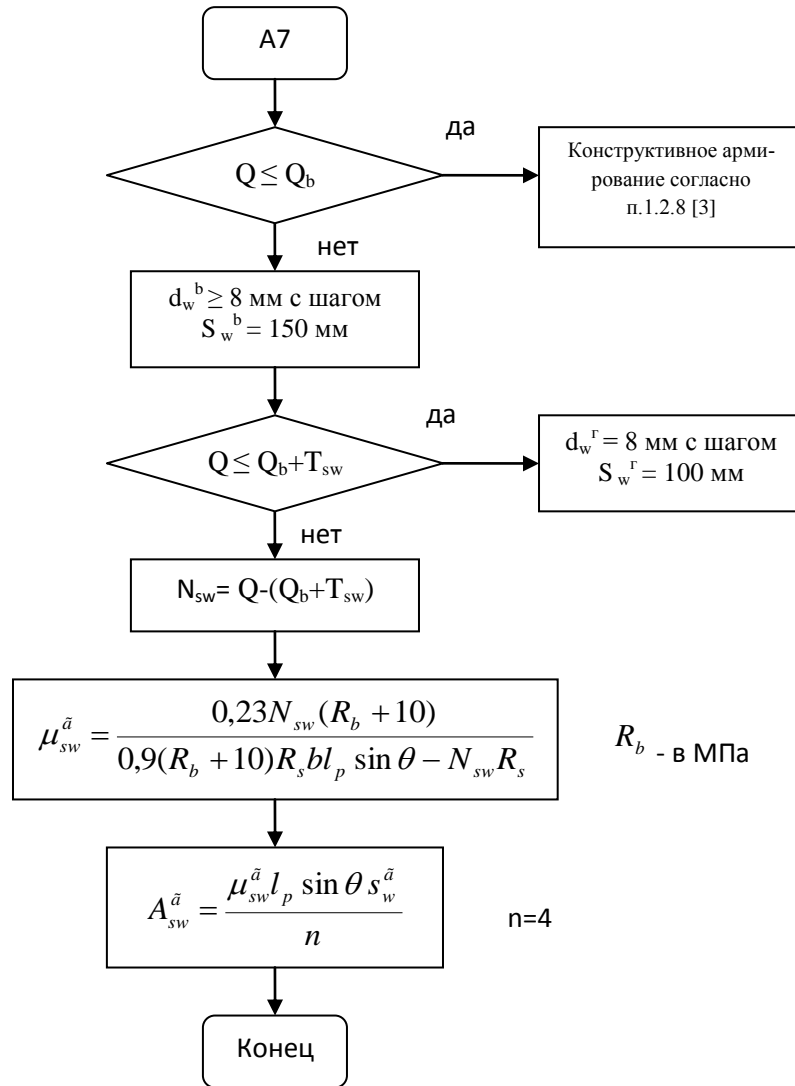 А7
да
Q ≤ Q_b
Конструктивное арми-
рование согласно
п.1.2.8 [3]
нет
d_w^b ≥ 8 мм с шагом
S_w^b = 150 мм
да
Q ≤ Q_b+T_sw
d_w^г = 8 мм с шагом
S_w^г = 100 мм
нет
N_sw= Q-(Q_b+T_sw)
μ_sw^ã = 0,23N_sw(R_b + 10) / (0,9(R_b + 10)R_s b l_p sin θ − N_sw R_s)
R_b - в МПа
A_sw^ã = μ_sw^ã l_p sin θ s_w^ã / n
n=4
Конец